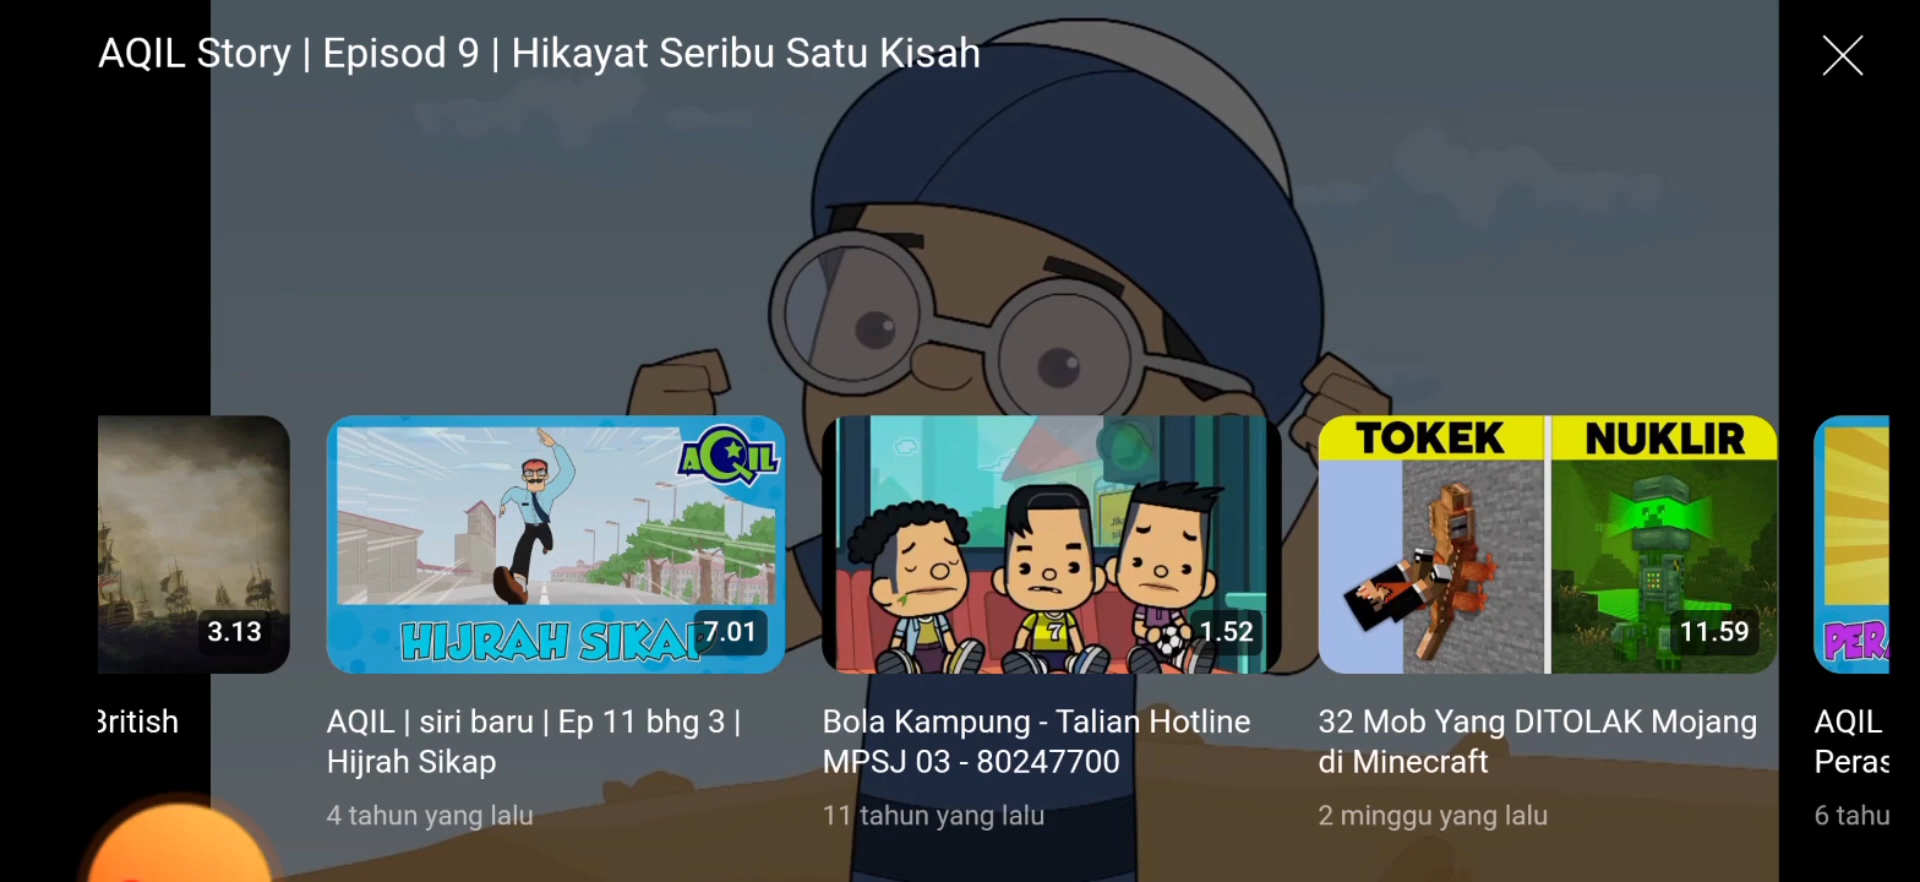 AQIL Story | Episod 9 | Hikayat Seribu Satu Kisah
AQIL
TOKEK
NUKLIR
7
HIJRAH SIKAP
3.13
7.01
1.52
11.59
British
AQIL | siri baru | Ep 11 bhg 3 |
Hijrah Sikap
4 tahun yang lalu
Bola Kampung - Talian Hotline
MPSJ 03 - 80247700
11 tahun yang lalu
32 Mob Yang DITOLAK Mojang
di Minecraft
2 minggu yang lalu
PER
AQIL
Peras
6 tahu